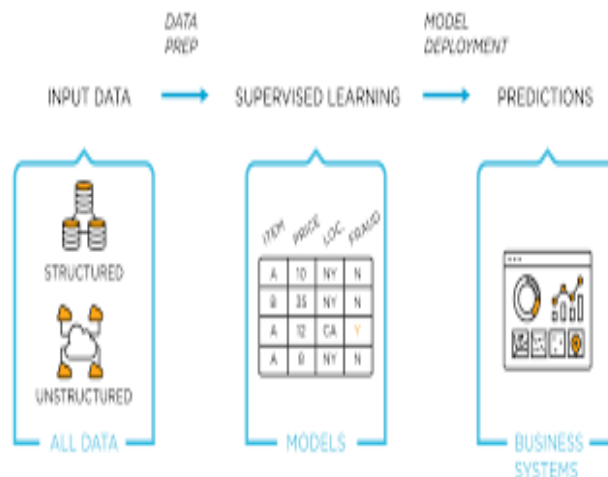 DATA
PREP
MODEL
DEPLOYMENT
INPUT DATA
SUPERVISED LEARNING
PREDICTIONS
STRUCTURED
UNSTRUCTURED
ALL DATA
ITEM PRICE LOC. FRAUD
A 10 NY N
B 35 NY N
A 12 CA Y
A 8 NY N
MODELS
BUSINESS
SYSTEMS